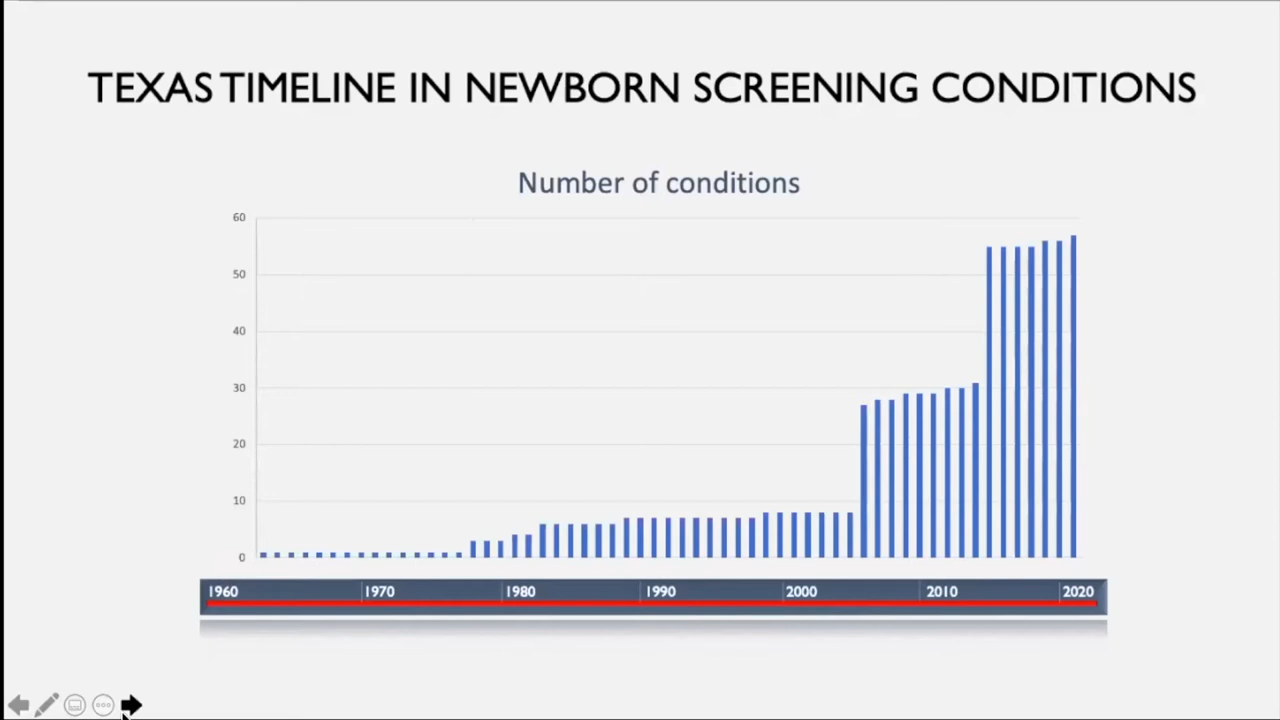 TEXAS TIMELINE IN NEWBORN SCREENING CONDITIONS
Number of conditions
60
50
40
30
20
10
0
1960 1970 1980 1990 2000 2010 2020